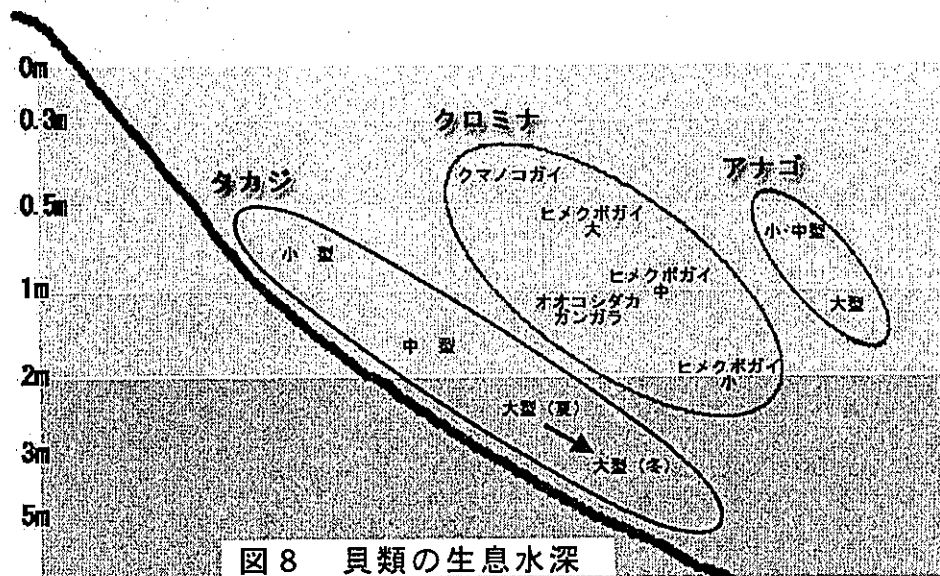 0m
0.3m
クロミナ
クマノコガイ
アナゴ
タカジ
0.5m
ヒメクボガイ
大
小・中型
小 型
1m
ヒメクボガイ
中
オオコシダカ
ガンガラ
大型
中 型
ヒメクボガイ
小
2m
大型(夏)
3m
大型(冬)
5m
図8 貝類の生息水深